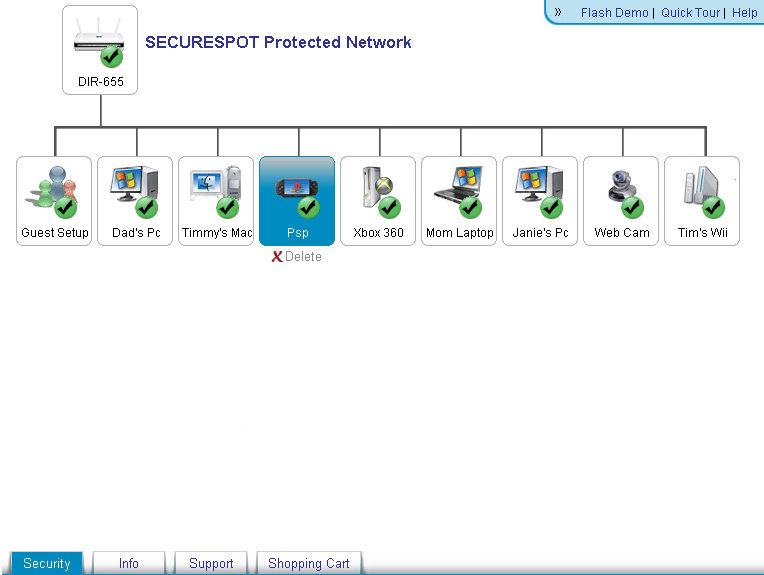 » Flash Demo | Quick Tour | Help
SECURESPOT Protected Network
DIR-655
Guest Setup Dad's Pc Timmy's Mac Psp Xbox 360 Mom Laptop Janie's Pc Web Cam Tim's Wii
X Delete
Security Info Support Shopping Cart